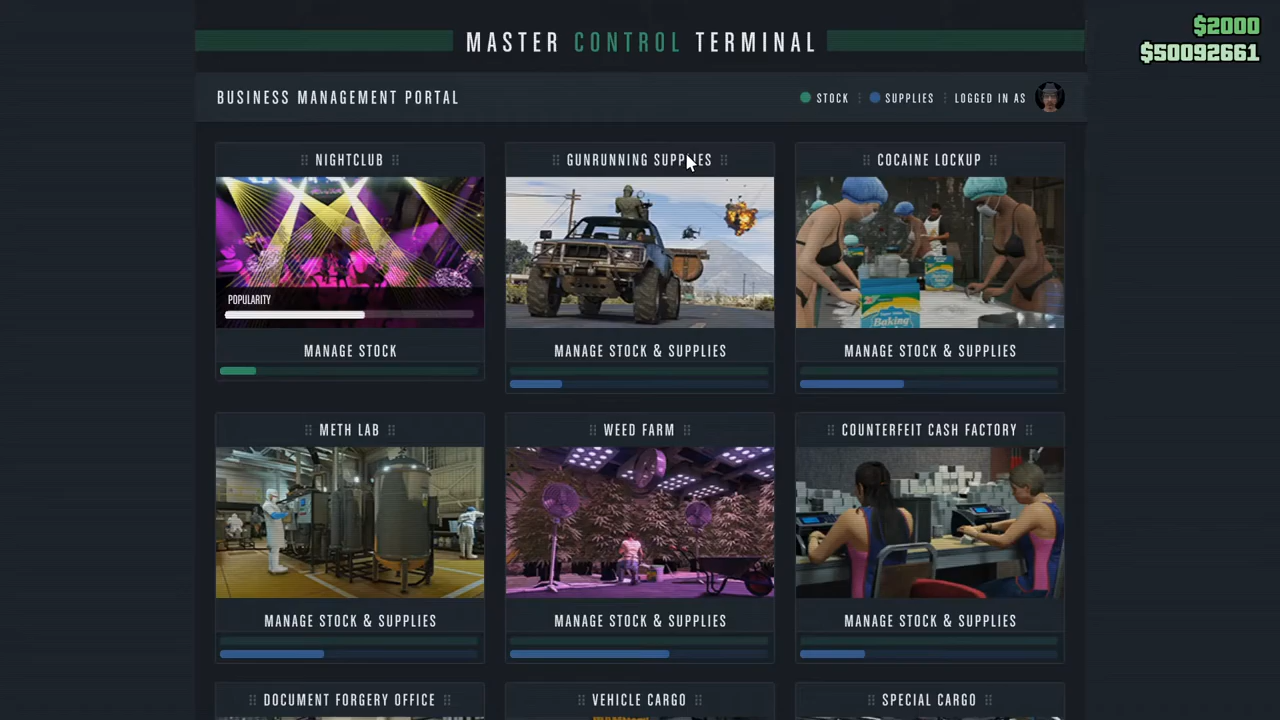 $2000
MASTER CONTROL TERMINAL
$50092661
BUSINESS MANAGEMENT PORTAL
STOCK
SUPPLIES
LOGGED IN AS
NIGHTCLUB
GUNRUNNING SUPPLIES
COCAINE LOCKUP
POPULARITY
Baking
MANAGE STOCK
MANAGE STOCK & SUPPLIES
MANAGE STOCK & SUPPLIES
METH LAB
WEED FARM
COUNTERFEIT CASH FACTORY
MANAGE STOCK & SUPPLIES
MANAGE STOCK & SUPPLIES
MANAGE STOCK & SUPPLIES
DOCUMENT FORGERY OFFICE
VEHICLE CARGO
SPECIAL CARGO